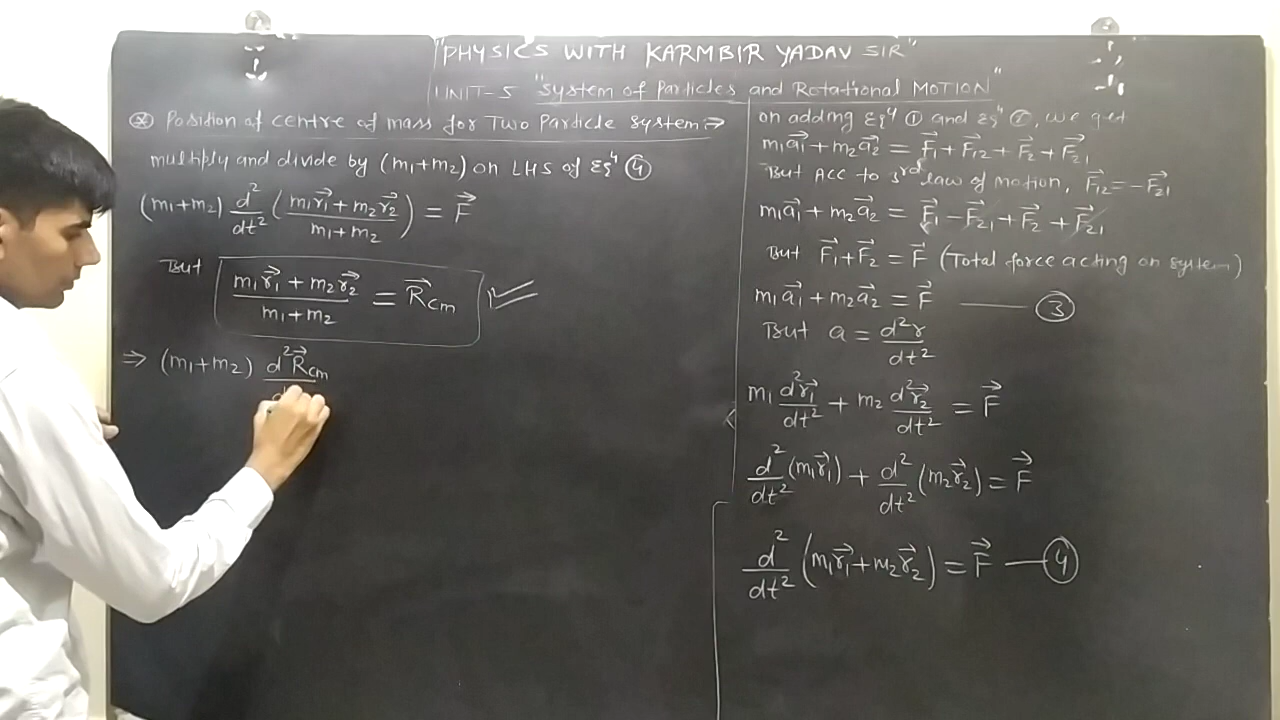 "PHYSICS WITH KARMBIR YADAV SIR"
UNIT-5 "System of Particles and Rotational MOTION"
⊗ Position of centre of mass for Two Particle System:⇒
multiply and divide by (m₁+m₂) on LHS of Eqⁿ ④
(m₁+m₂) d²/dt² ( (m₁r⃗₁ + m₂r⃗₂)/(m₁+m₂) ) = F⃗
But (m₁r⃗₁ + m₂r⃗₂)/(m₁+m₂) = R⃗cm
⇒ (m₁+m₂) d²R⃗cm
on adding Eqⁿ ① and Eqⁿ ②, we get
m₁a⃗₁ + m₂a⃗₂ = F⃗₁ + F⃗₁₂ + F⃗₂ + F⃗₂₁
But ACC to 3rd law of motion, F⃗₁₂ = -F⃗₂₁
m₁a⃗₁ + m₂a⃗₂ = F⃗₁ - F⃗₂₁ + F⃗₂ + F⃗₂₁
But F⃗₁+F⃗₂ = F⃗ (Total force acting on system)
m₁a⃗₁ + m₂a⃗₂ = F⃗ —— ③
But a = d²r/dt²
m₁ d²r⃗₁/dt² + m₂ d²r⃗₂/dt² = F⃗
d²/dt² (m₁r⃗₁) + d²/dt² (m₂r⃗₂) = F⃗
d²/dt² (m₁r⃗₁ + m₂r⃗₂) = F⃗ —— ④